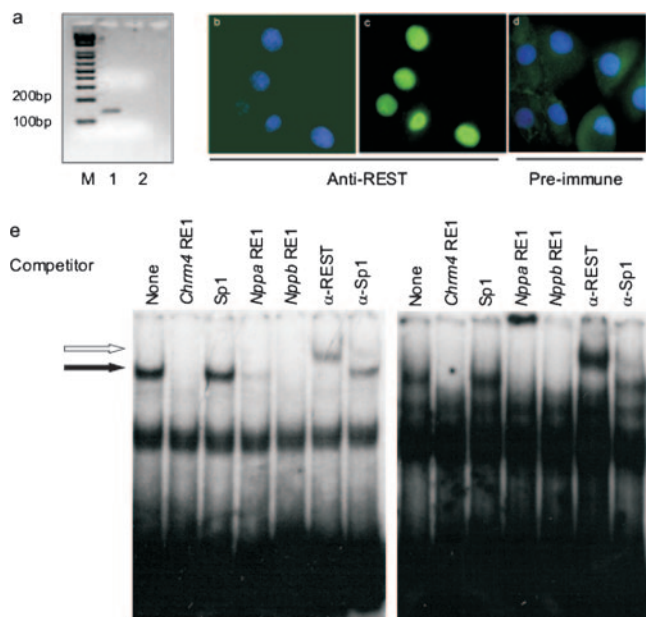 a
200bp
100bp
M 1 2
b
c
d
Anti-REST
Pre-immune
e
Competitor
None
Chrm4 RE1
Sp1
Nppa RE1
Nppb RE1
α-REST
α-Sp1
None
Chrm4 RE1
Sp1
Nppa RE1
Nppb RE1
α-REST
α-Sp1